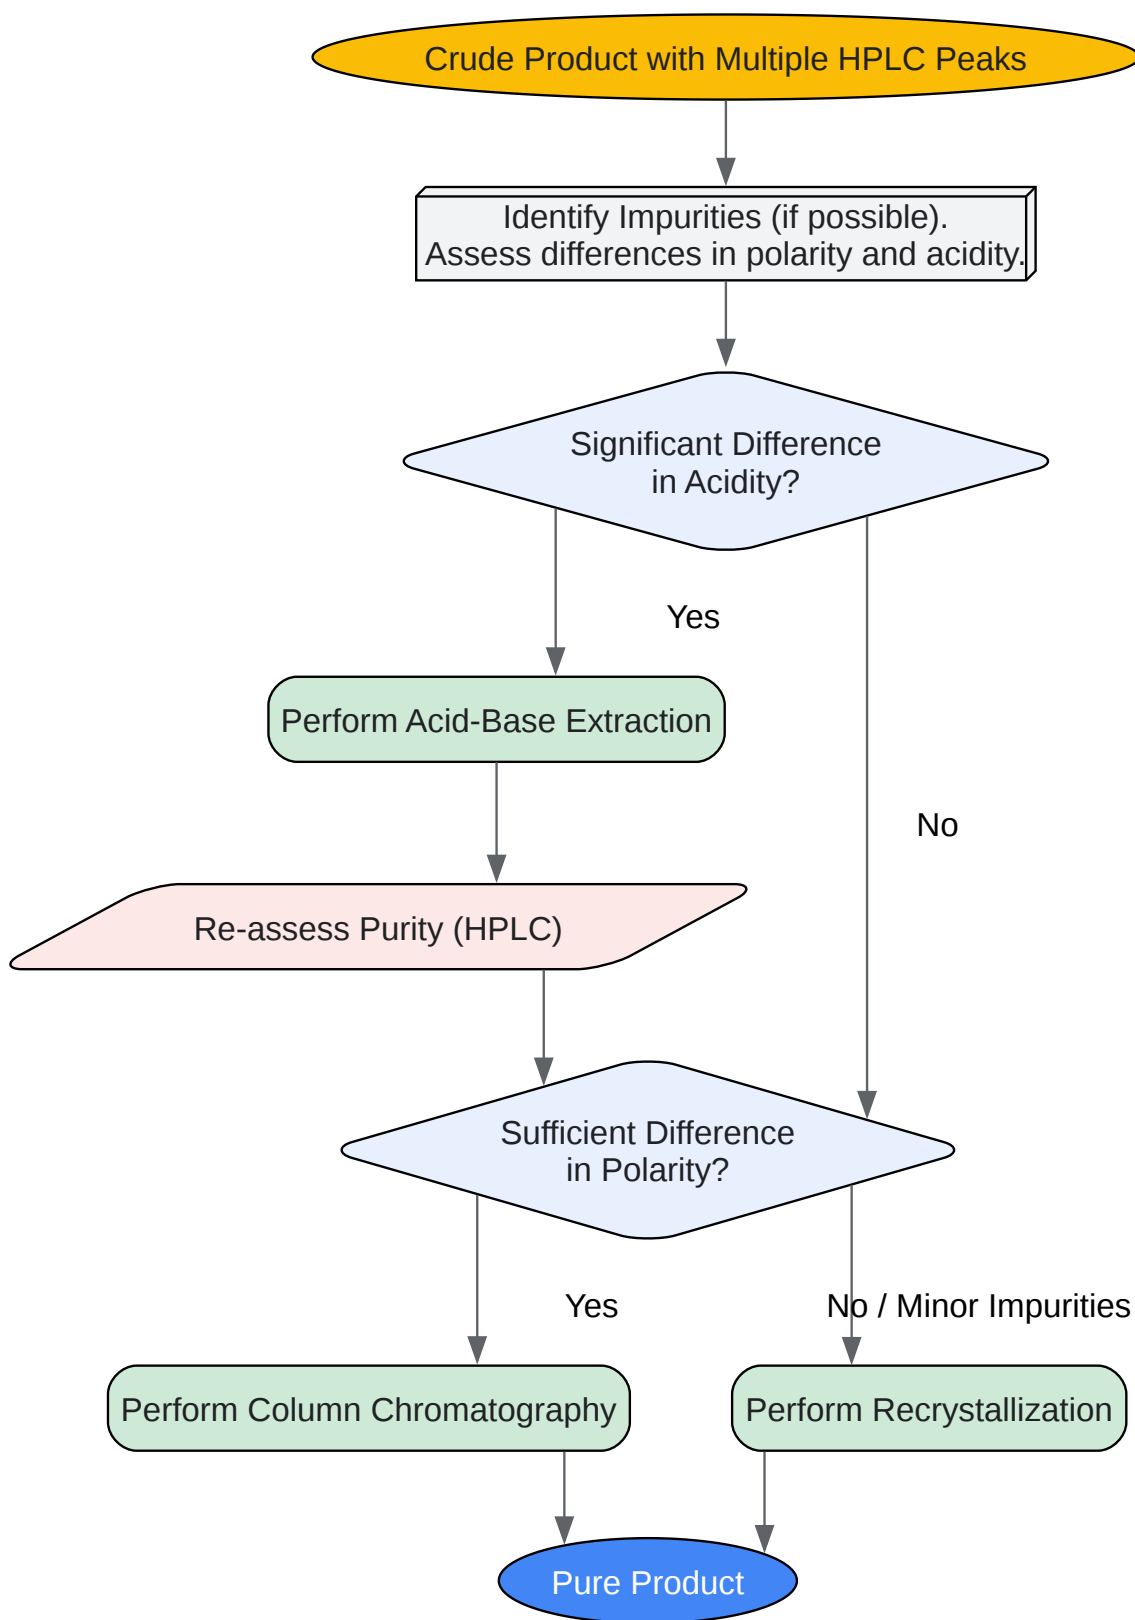 Crude Product with Multiple HPLC Peaks
Identify Impurities (if possible).
Assess differences in polarity and acidity.
Significant Difference
in Acidity?
Yes
Perform Acid-Base Extraction
No
Re-assess Purity (HPLC)
Sufficient Difference
in Polarity?
Yes
No / Minor Impurities
Perform Column Chromatography
Perform Recrystallization
Pure Product